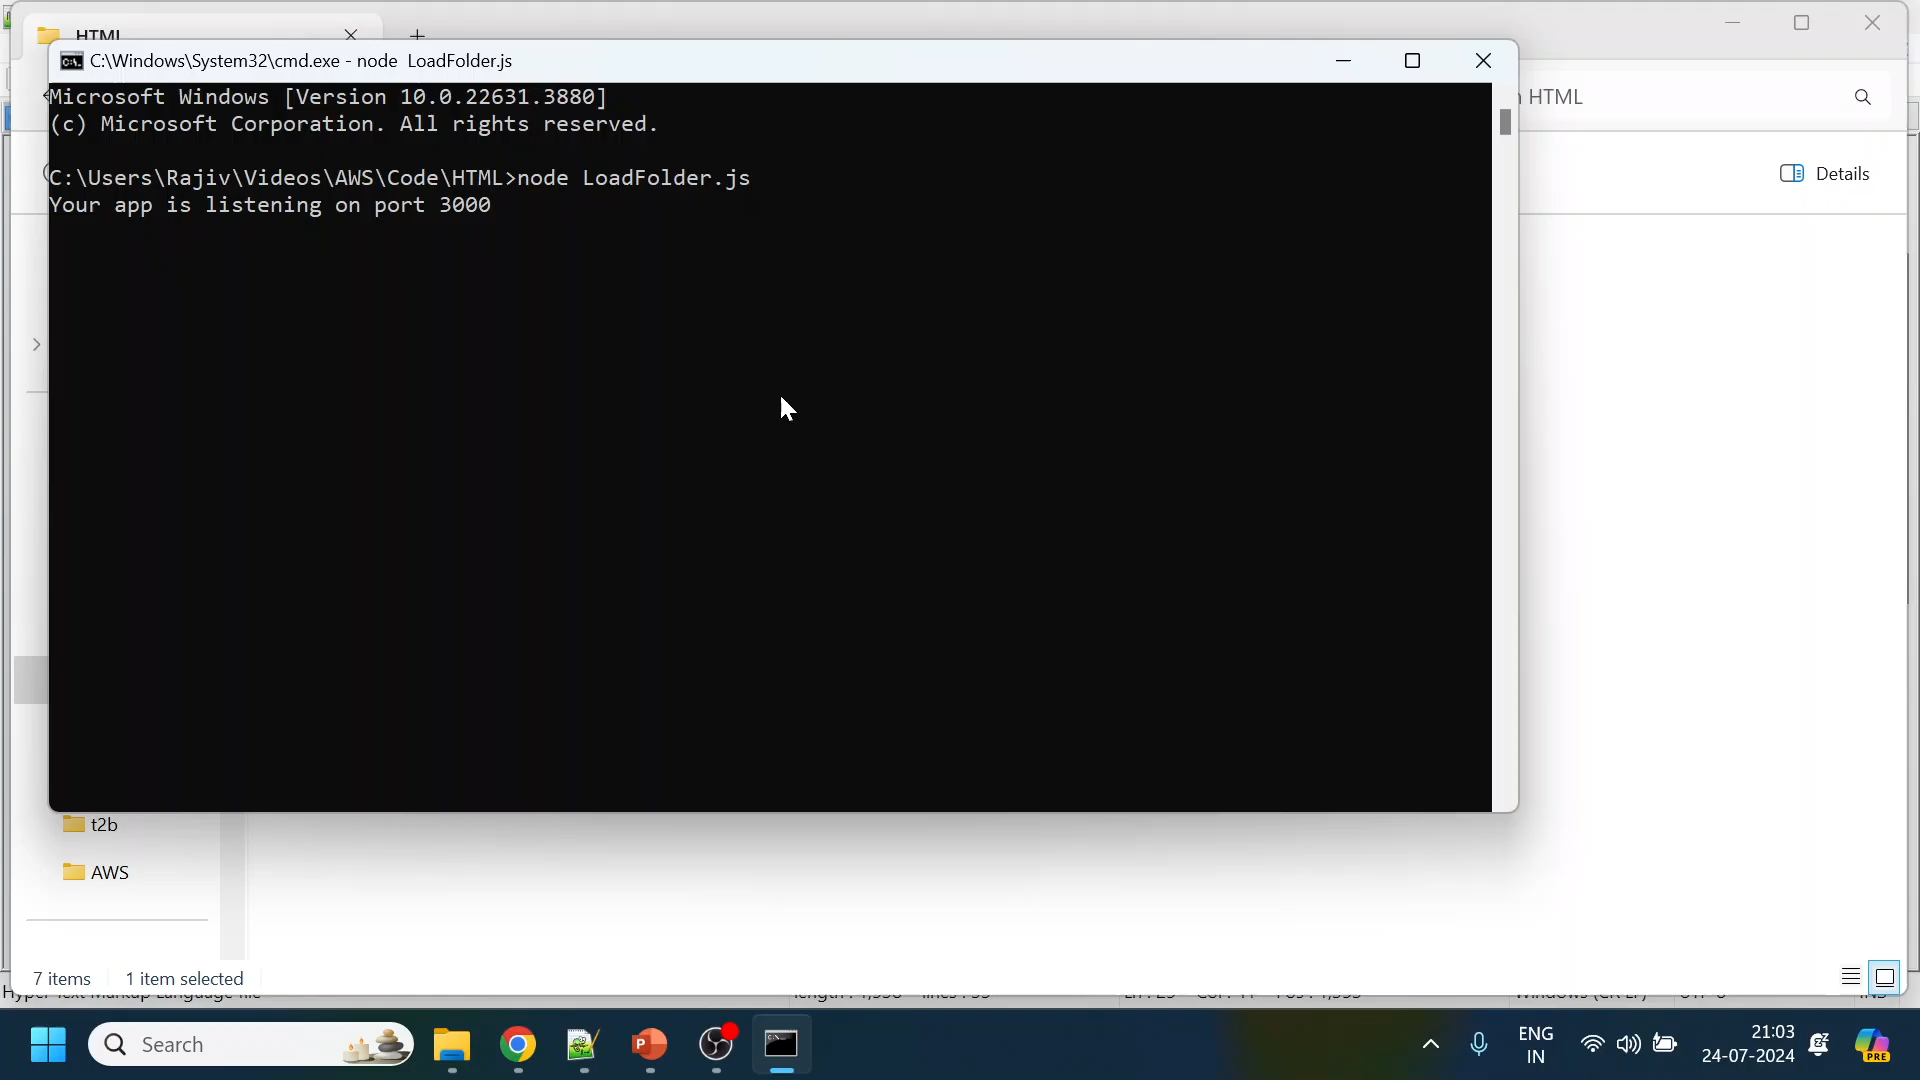 HTML
C:\Windows\System32\cmd.exe - node LoadFolder.js
Microsoft Windows [Version 10.0.22631.3880]
(c) Microsoft Corporation. All rights reserved.
C:\Users\Rajiv\Videos\AWS\Code\HTML>node LoadFolder.js
Your app is listening on port 3000
HTML
Details
t2b
AWS
7 items 1 item selected
Search
ENG
IN
21:03
24-07-2024
PRE